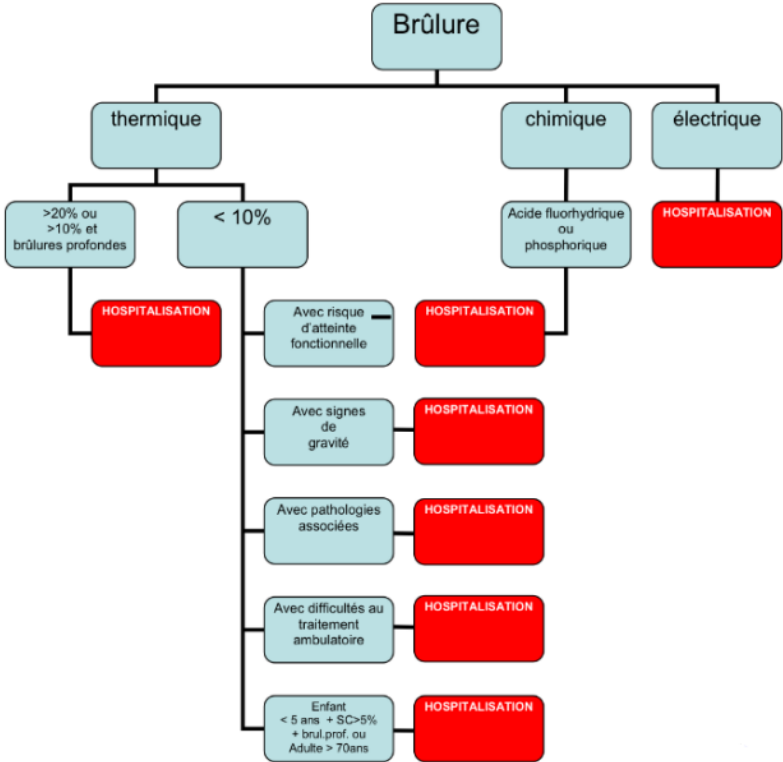 Brûlure
thermique
chimique
électrique
>20% ou
>10% et
brûlures profondes
< 10%
Acide fluorhydrique
ou
phosphorique
HOSPITALISATION
HOSPITALISATION
Avec risque
d'atteinte
fonctionnelle
HOSPITALISATION
Avec signes
de
gravité
HOSPITALISATION
Avec pathologies
associées
HOSPITALISATION
Avec difficultés au
traitement
ambulatoire
HOSPITALISATION
Enfant
< 5 ans + SC>5%
+ brul.prof. ou
Adulte > 70ans
HOSPITALISATION